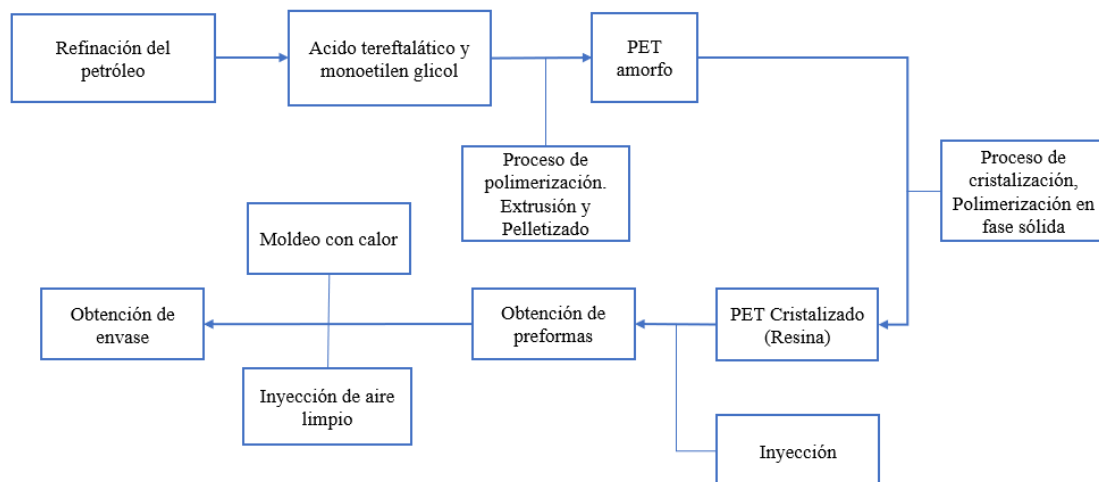 Refinación del
petróleo
Acido tereftalático y
monoetilen glicol
PET
amorfo
Proceso de
polimerización.
Extrusión y
Pelletizado
Proceso de
cristalización,
Polimerización en
fase sólida
Moldeo con calor
Obtención de
envase
Obtención de
preformas
PET Cristalizado
(Resina)
Inyección de aire
limpio
Inyección